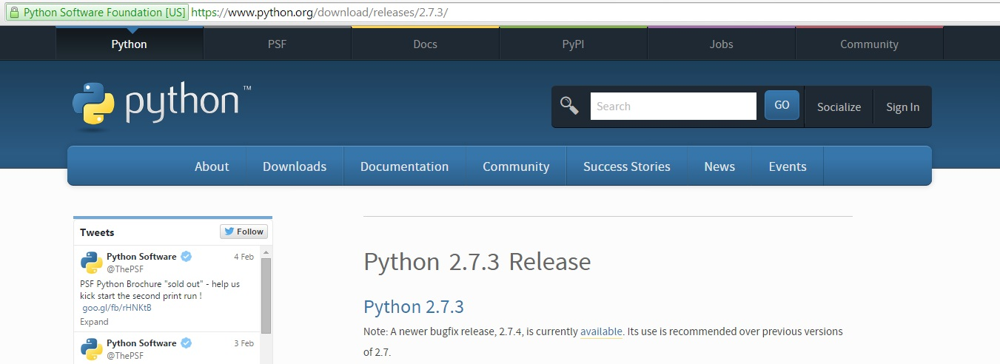 Python Software Foundation [US] https://www.python.org/download/releases/2.7.3/
Python PSF Docs PyPI Jobs Community
python™
Search GO Socialize Sign In
About Downloads Documentation Community Success Stories News Events
Tweets Follow
Python Software 4 Feb
@ThePSF
PSF Python Brochure "sold out" - help us
kick start the second print run !
goo.gl/fb/rHNKtB
Expand
Python Software 3 Feb
@ThePSF
Python 2.7.3 Release
Python 2.7.3
Note: A newer bugfix release, 2.7.4, is currently available. Its use is recommended over previous versions
of 2.7.